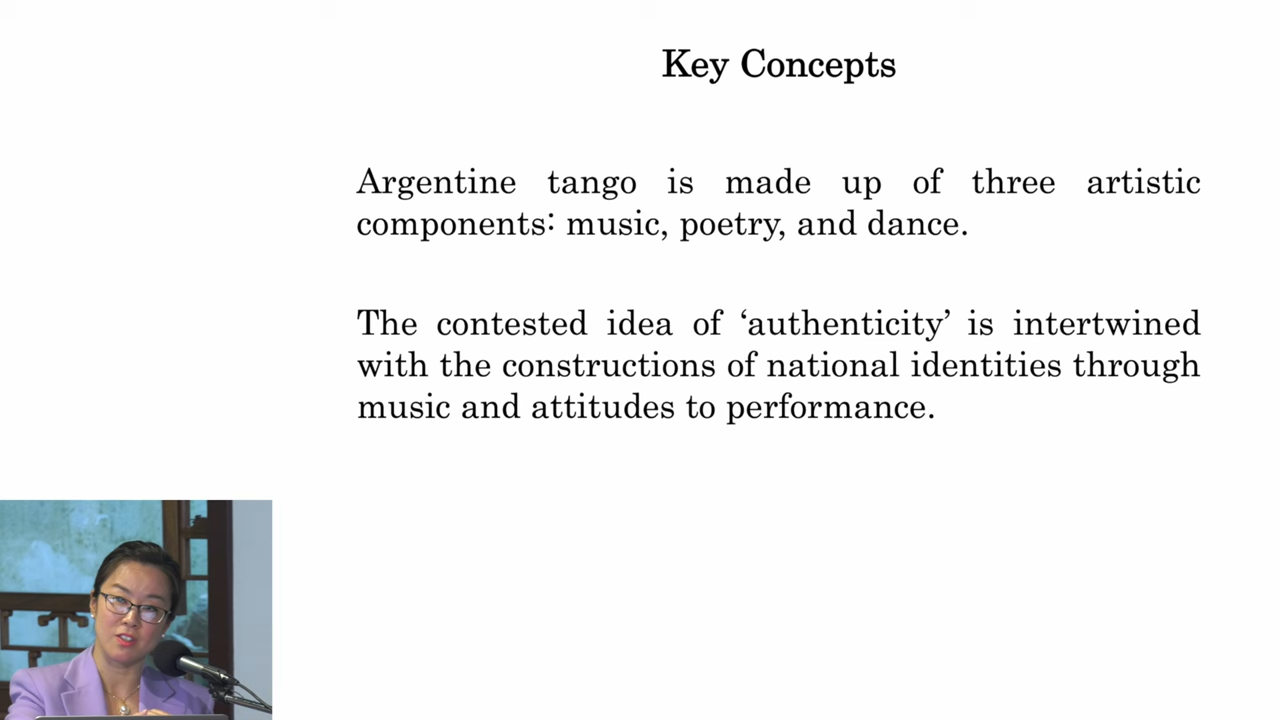 Key Concepts
Argentine tango is made up of three artistic
components: music, poetry, and dance.
The contested idea of ‘authenticity’ is intertwined
with the constructions of national identities through
music and attitudes to performance.